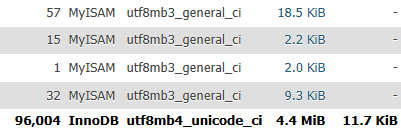 57 MyISAM utf8mb3_general_ci 18.5 KiB -
15 MyISAM utf8mb3_general_ci 2.2 KiB -
1 MyISAM utf8mb3_general_ci 2.0 KiB -
32 MyISAM utf8mb3_general_ci 9.3 KiB -
96,004 InnoDB utf8mb4_unicode_ci 4.4 MiB 11.7 KiB